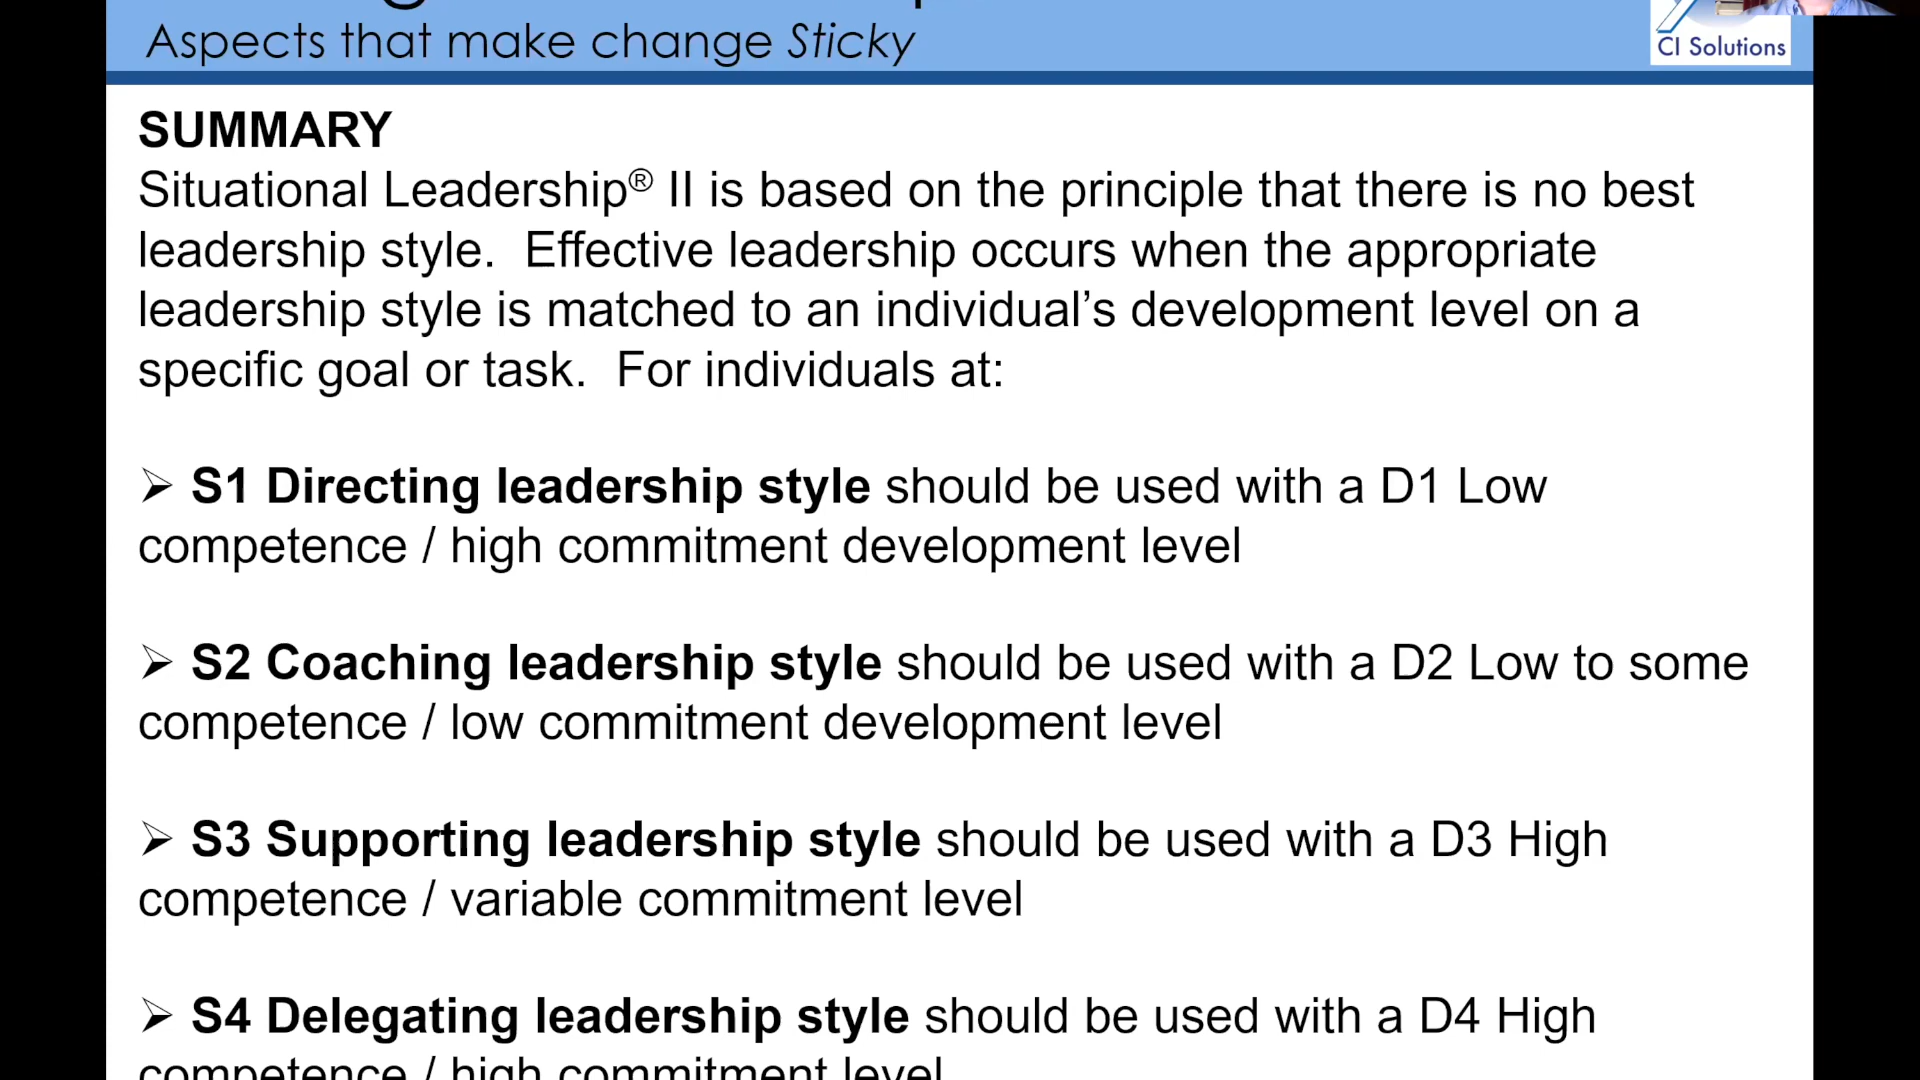 Aspects that make change Sticky
CI Solutions
SUMMARY
Situational Leadership® II is based on the principle that there is no best
leadership style.  Effective leadership occurs when the appropriate
leadership style is matched to an individual’s development level on a
specific goal or task.  For individuals at:
➢ S1 Directing leadership style should be used with a D1 Low
competence / high commitment development level
➢ S2 Coaching leadership style should be used with a D2 Low to some
competence / low commitment development level
➢ S3 Supporting leadership style should be used with a D3 High
competence / variable commitment level
➢ S4 Delegating leadership style should be used with a D4 High
competence / high commitment level